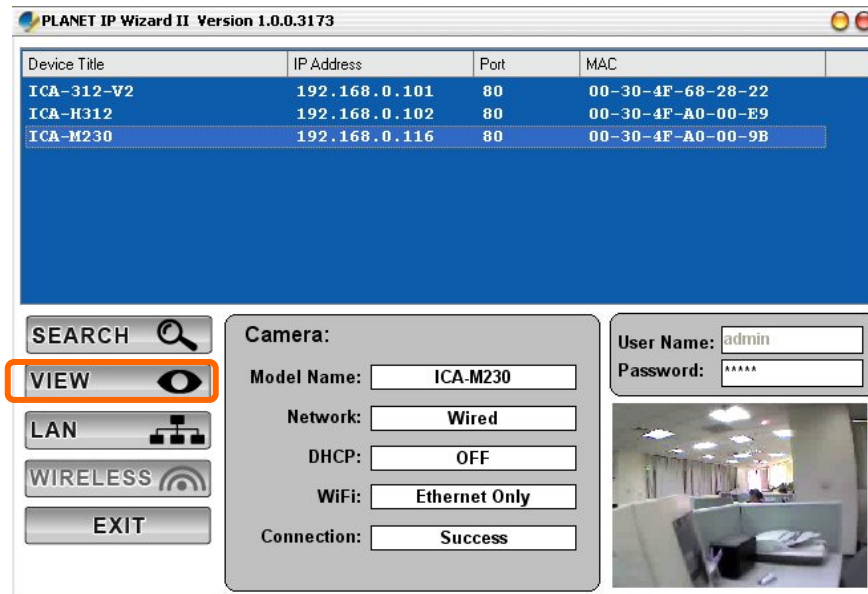 PLANET IP Wizard II Version 1.0.0.3173
Device Title IP Address Port MAC
ICA-312-V2 192.168.0.101 80 00-30-4F-68-28-22
ICA-H312 192.168.0.102 80 00-30-4F-A0-00-E9
ICA-M230 192.168.0.116 80 00-30-4F-A0-00-9B
SEARCH
VIEW
LAN
WIRELESS
EXIT
Camera:
Model Name: ICA-M230
Network: Wired
DHCP: OFF
WiFi: Ethernet Only
Connection: Success
User Name: admin
Password: *****